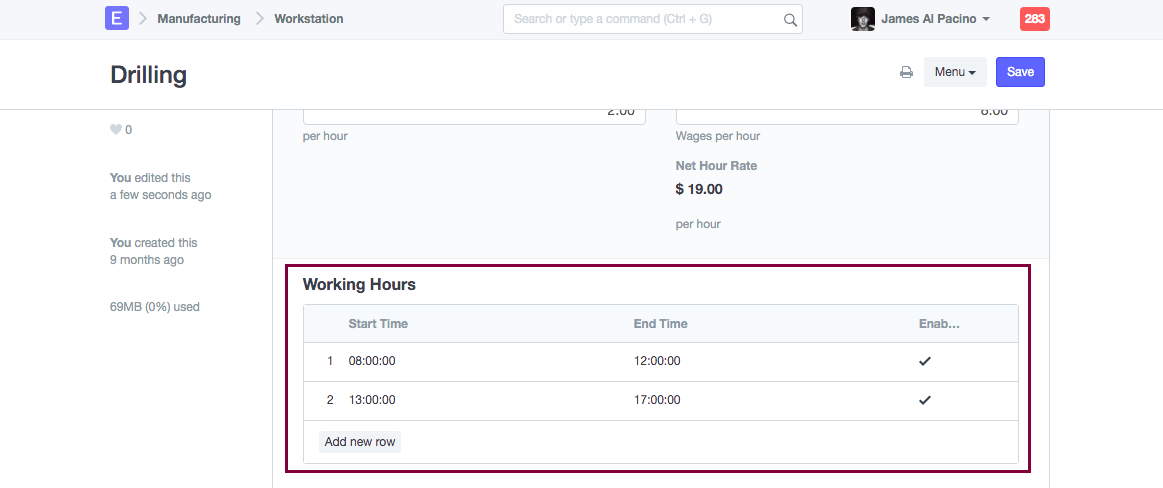 E Manufacturing Workstation Search or type a command (Ctrl + G) James Al Pacino 283
Drilling Menu Save
0
You edited this
a few seconds ago
You created this
9 months ago
69MB (0%) used
2.00 8.00
per hour Wages per hour
Net Hour Rate
$ 19.00
per hour
Working Hours
Start Time End Time Enab...
1 08:00:00 12:00:00
2 13:00:00 17:00:00
Add new row